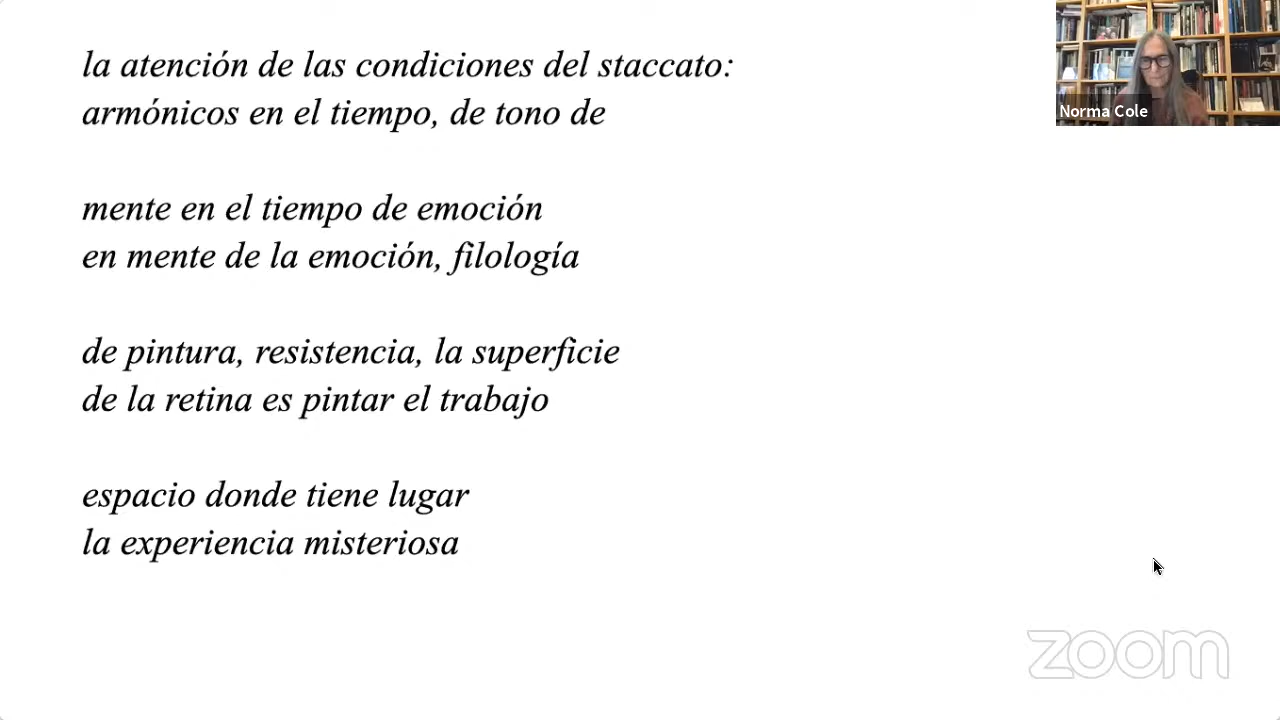 la atención de las condiciones del staccato:
armónicos en el tiempo, de tono de
mente en el tiempo de emoción
en mente de la emoción, filología
de pintura, resistencia, la superficie
de la retina es pintar el trabajo
espacio donde tiene lugar
la experiencia misteriosa
Norma Cole
zoom